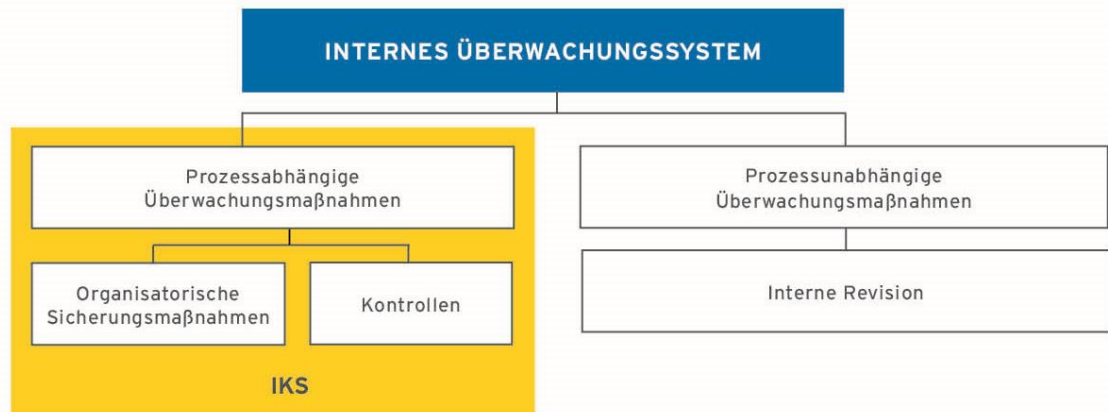 INTERNES ÜBERWACHUNGSSYSTEM
Prozessabhängige
Überwachungsmaßnahmen
Prozessunabhängige
Überwachungsmaßnahmen
Organisatorische
Sicherungsmaßnahmen
Kontrollen
Interne Revision
IKS